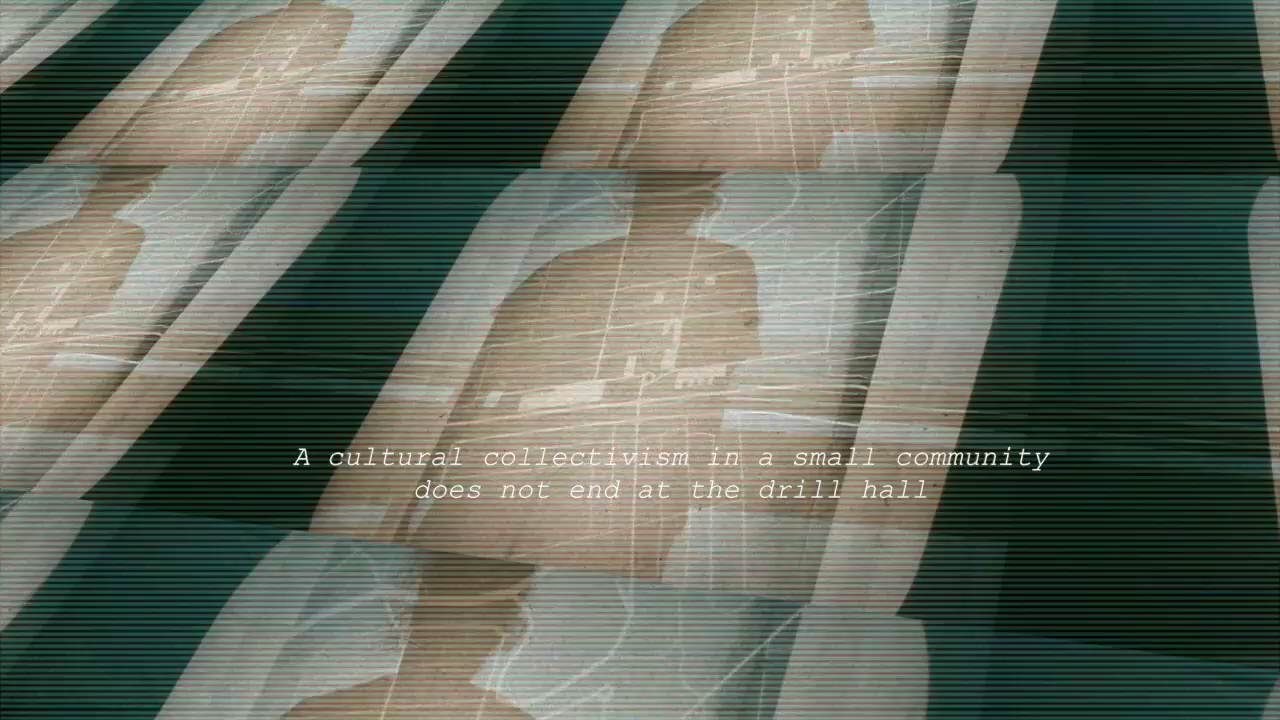 A cultural collectivism in a small community
does not end at the drill hall